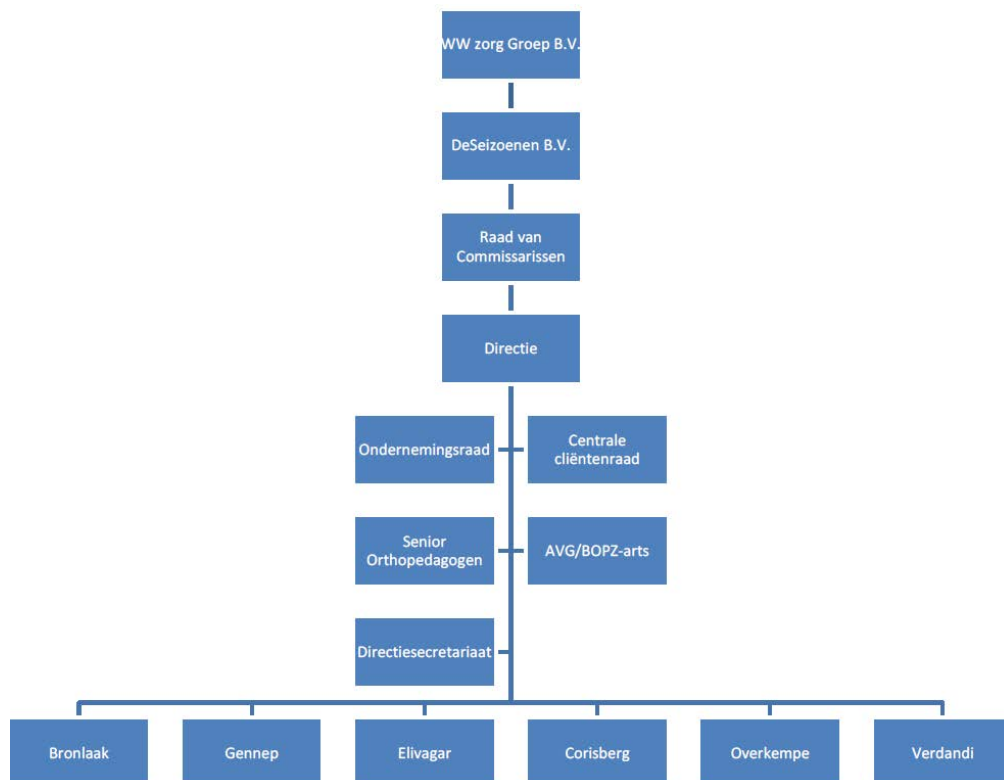 WW zorg Groep B.V.
DeSeizoenen B.V.
Raad van
Commissarissen
Directie
Ondernemingsraad
Centrale
cliëntenraad
Senior
Orthopedagogen
AVG/BOPZ-arts
Directiesecretariaat
Bronlaak
Gennep
Elivagar
Corisberg
Overkempe
Verdandi